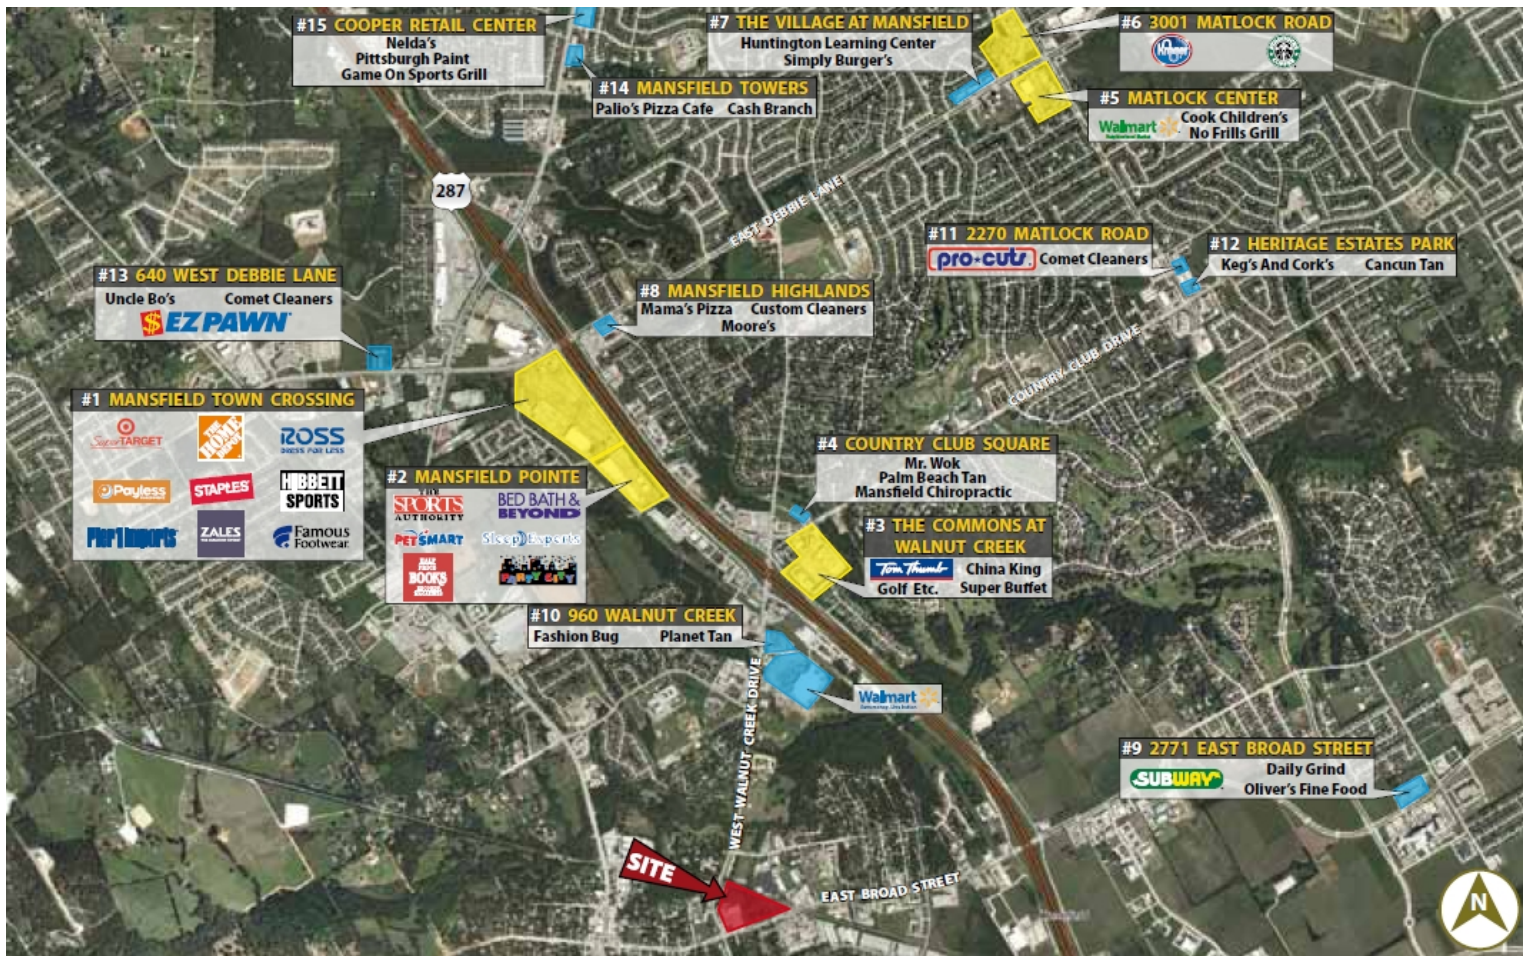 #15 COOPER RETAIL CENTER
Nelda's
Pittsburgh Paint
Game On Sports Grill
#14 MANSFIELD TOWERS
Palio's Pizza Cafe Cash Branch
#7 THE VILLAGE AT MANSFIELD
Huntington Learning Center
Simply Burger's
#6 3001 MATLOCK ROAD
Kroger
#5 MATLOCK CENTER
Walmart
Cook Children's
No Frills Grill
287
EAST DEBBIE LANE
#11 2270 MATLOCK ROAD
pro-cuts. Comet Cleaners
#12 HERITAGE ESTATES PARK
Keg's And Cork's Cancun Tan
#13 640 WEST DEBBIE LANE
Uncle Bo's Comet Cleaners
$ EZPAWN
#8 MANSFIELD HIGHLANDS
Mama's Pizza Custom Cleaners
Moore's
COUNTRY CLUB DRIVE
#1 MANSFIELD TOWN CROSSING
SuperTARGET
THE HOME DEPOT
ROSS
DRESS FOR LESS
Payless
STAPLES
HIBBETT
SPORTS
Pier 1 imports
ZALES
Famous
Footwear
#2 MANSFIELD POINTE
THE
SPORTS
AUTHORITY
BED BATH &
BEYOND
PETSMART
Sleep Experts
HALF
PRICE
BOOKS
PARTY CITY
#4 COUNTRY CLUB SQUARE
Mr. Wok
Palm Beach Tan
Mansfield Chiropractic
#3 THE COMMONS AT
WALNUT CREEK
Tom Thumb China King
Golf Etc. Super Buffet
#10 960 WALNUT CREEK
Fashion Bug Planet Tan
Walmart
WEST WALNUT CREEK DRIVE
#9 2771 EAST BROAD STREET
SUBWAY
Daily Grind
Oliver's Fine Food
SITE
EAST BROAD STREET
N